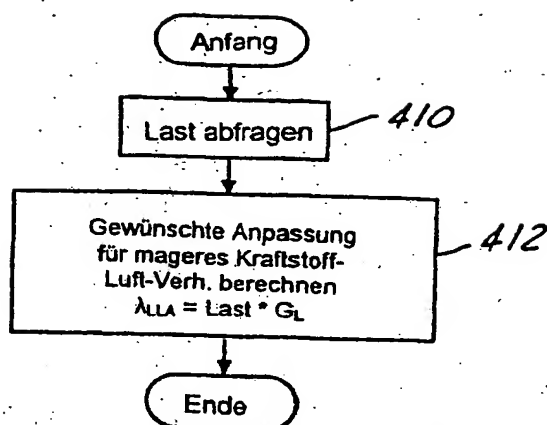 Anfang
Last abfragen
410
Gewünschte Anpassung
für mageres Kraftstoff-
Luft-Verh. berechnen
λLLA = Last * GL
412
Ende